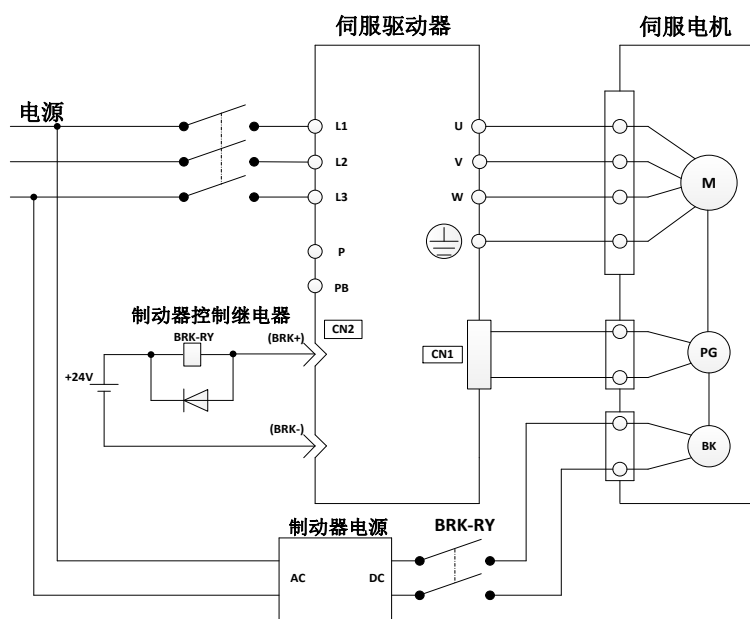 伺服驱动器
伺服电机
电源
L1
U
L2
V
M
L3
W
P
PB
制动器控制继电器
BRK-RY
(BRK+)
CN2
CN1
PG
+24V
(BRK-)
BK
制动器电源
BRK-RY
AC
DC